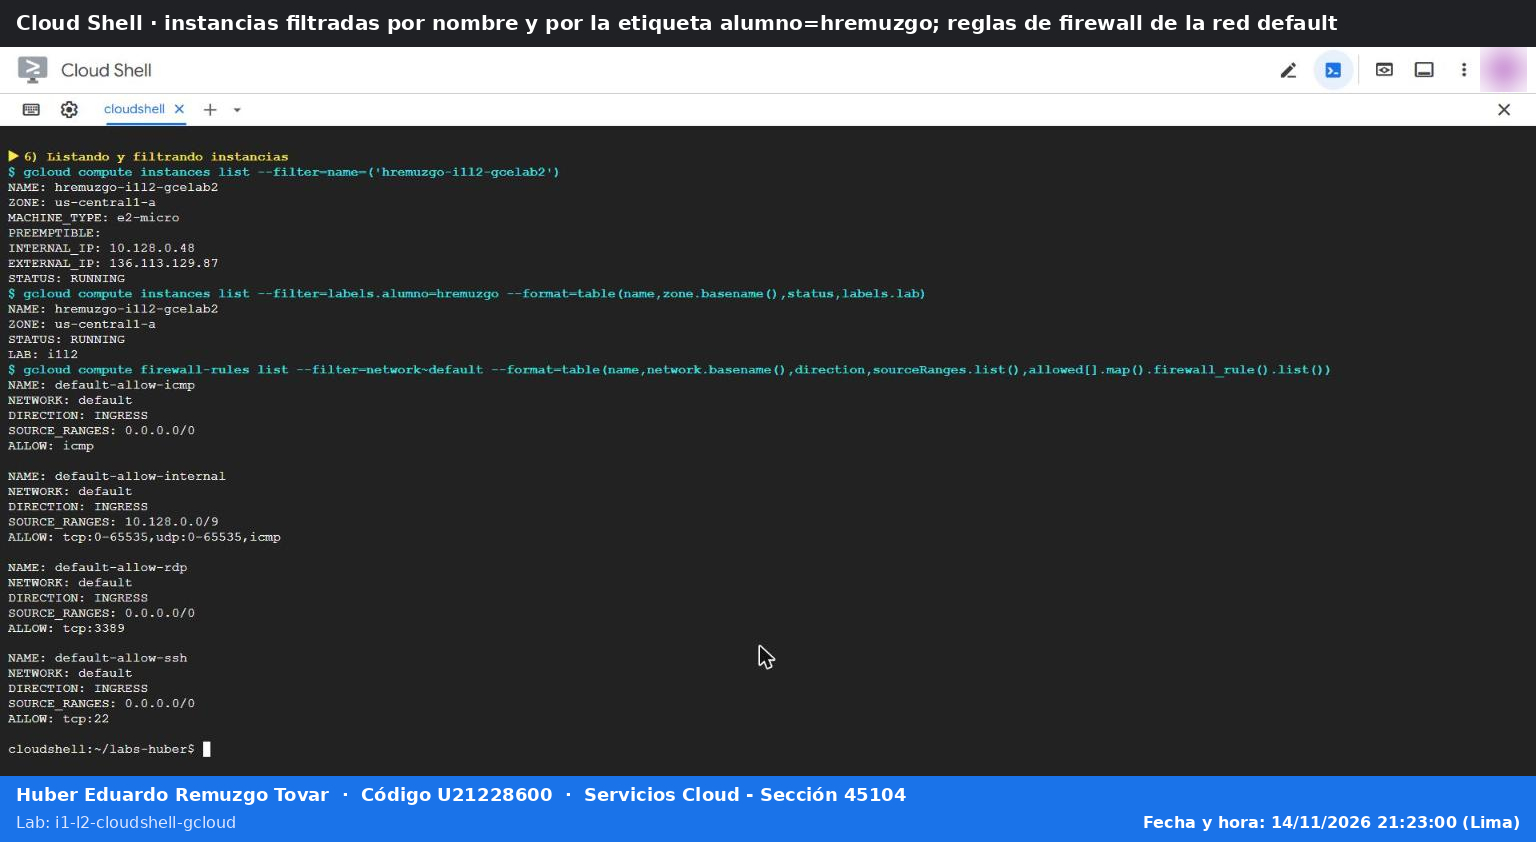 Cloud Shell · instancias filtradas por nombre y por la etiqueta alumno=hremuzgo; reglas de firewall de la red default
Cloud Shell
cloudshell
6) Listando y filtrando instancias
$ gcloud compute instances list --filter=name=('hremuzgo-i1l2-gcelab2')
NAME: hremuzgo-i1l2-gcelab2
ZONE: us-central1-a
MACHINE_TYPE: e2-micro
PREEMPTIBLE:
INTERNAL_IP: 10.128.0.48
EXTERNAL_IP: 136.113.129.87
STATUS: RUNNING
$ gcloud compute instances list --filter=labels.alumno=hremuzgo --format=table(name,zone.basename(),status,labels.lab)
NAME: hremuzgo-i1l2-gcelab2
ZONE: us-central1-a
STATUS: RUNNING
LAB: i1l2
$ gcloud compute firewall-rules list --filter=network~default --format=table(name,network.basename(),direction,sourceRanges.list(),allowed[].map().firewall_rule().list())
NAME: default-allow-icmp
NETWORK: default
DIRECTION: INGRESS
SOURCE_RANGES: 0.0.0.0/0
ALLOW: icmp
NAME: default-allow-internal
NETWORK: default
DIRECTION: INGRESS
SOURCE_RANGES: 10.128.0.0/9
ALLOW: tcp:0-65535,udp:0-65535,icmp
NAME: default-allow-rdp
NETWORK: default
DIRECTION: INGRESS
SOURCE_RANGES: 0.0.0.0/0
ALLOW: tcp:3389
NAME: default-allow-ssh
NETWORK: default
DIRECTION: INGRESS
SOURCE_RANGES: 0.0.0.0/0
ALLOW: tcp:22
cloudshell:~/labs-huber$
Huber Eduardo Remuzgo Tovar · Código U21228600 · Servicios Cloud - Sección 45104
Lab: i1-l2-cloudshell-gcloud
Fecha y hora: 14/11/2026 21:23:00 (Lima)